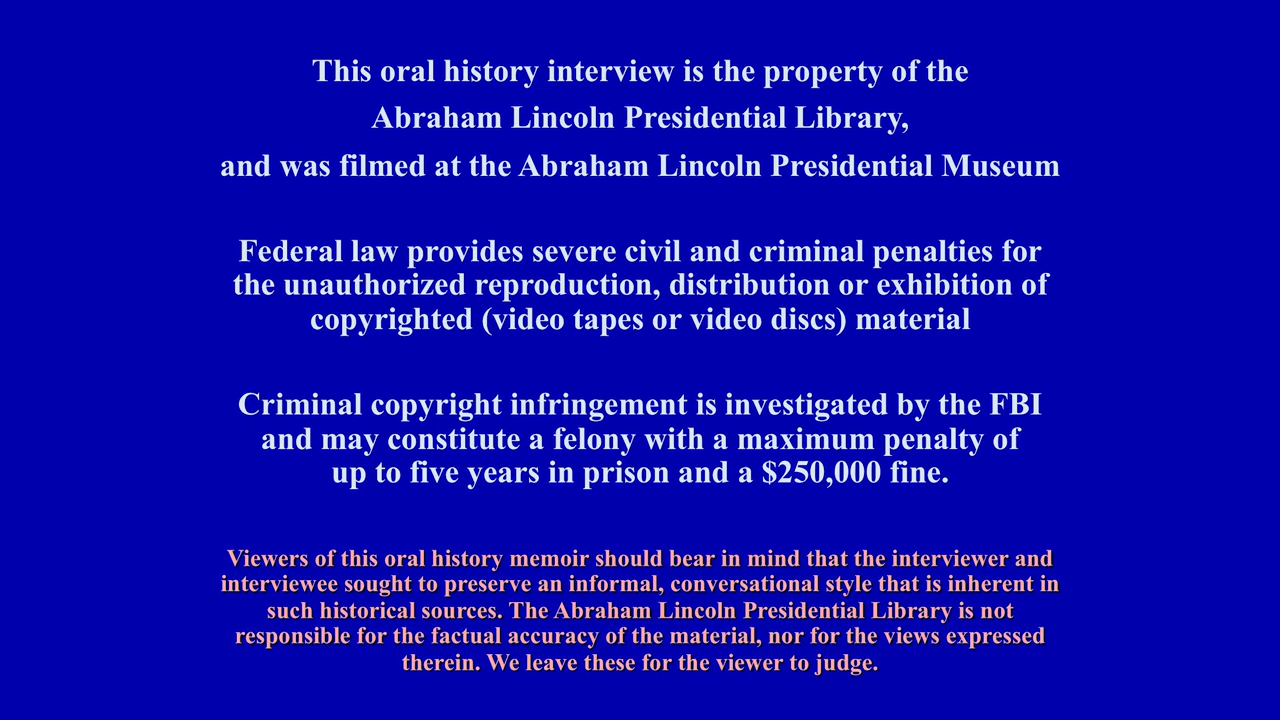 This oral history interview is the property of the
Abraham Lincoln Presidential Library,
and was filmed at the Abraham Lincoln Presidential Museum
Federal law provides severe civil and criminal penalties for
the unauthorized reproduction, distribution or exhibition of
copyrighted (video tapes or video discs) material
Criminal copyright infringement is investigated by the FBI
and may constitute a felony with a maximum penalty of
up to five years in prison and a $250,000 fine.
Viewers of this oral history memoir should bear in mind that the interviewer and
interviewee sought to preserve an informal, conversational style that is inherent in
such historical sources. The Abraham Lincoln Presidential Library is not
responsible for the factual accuracy of the material, nor for the views expressed
therein. We leave these for the viewer to judge.